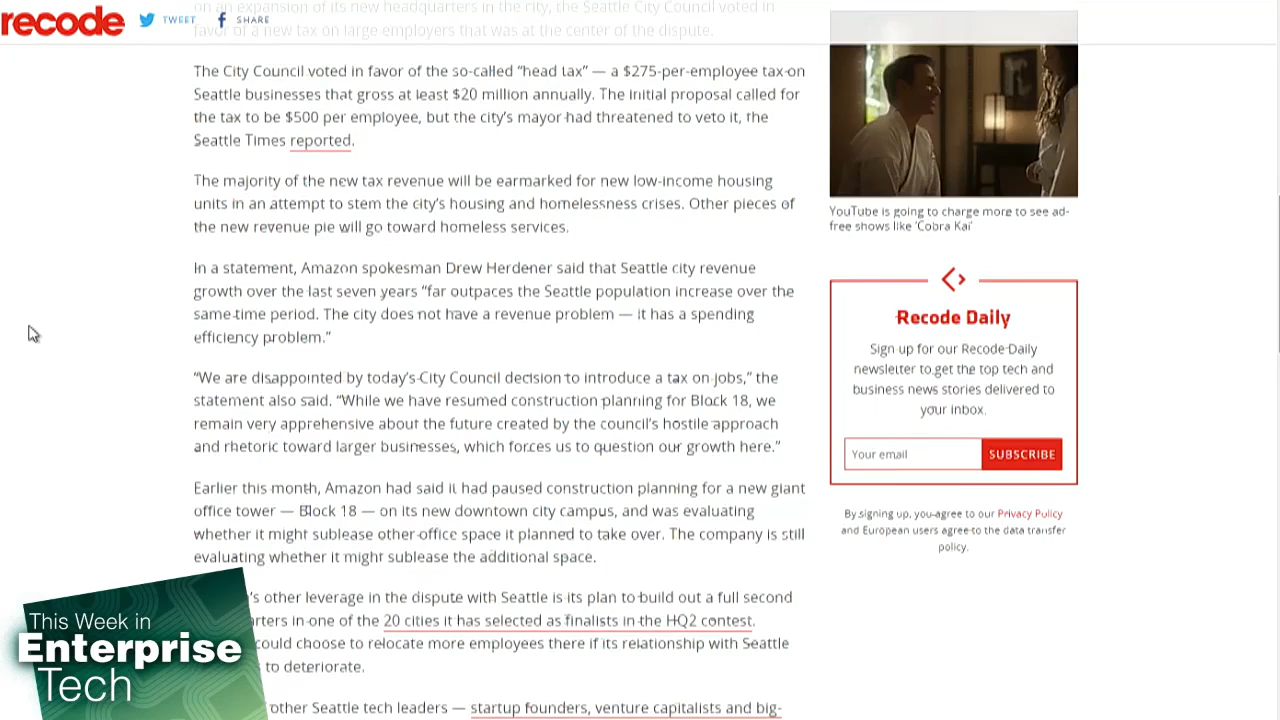 recode
TWEET
SHARE
on an expansion of its new headquarters in the city, the Seattle City Council voted in
favor of a new tax on large employers that was at the center of the dispute.
The City Council voted in favor of the so-called “head tax” — a $275-per-employee tax on
Seattle businesses that gross at least $20 million annually. The initial proposal called for
the tax to be $500 per employee, but the city’s mayor had threatened to veto it, the
Seattle Times reported.
The majority of the new tax revenue will be earmarked for new low-income housing
units in an attempt to stem the city’s housing and homelessness crises. Other pieces of
the new revenue pie will go toward homeless services.
In a statement, Amazon spokesman Drew Herdener said that Seattle city revenue
growth over the last seven years “far outpaces the Seattle population increase over the
same time period. The city does not have a revenue problem — it has a spending
efficiency problem.”
“We are disappointed by today’s City Council decision to introduce a tax on jobs,” the
statement also said. “While we have resumed construction planning for Block 18, we
remain very apprehensive about the future created by the council’s hostile approach
and rhetoric toward larger businesses, which forces us to question our growth here.”
Earlier this month, Amazon had said it had paused construction planning for a new giant
office tower — Block 18 — on its new downtown city campus, and was evaluating
whether it might sublease other office space it planned to take over. The company is still
evaluating whether it might sublease the additional space.
’s other leverage in the dispute with Seattle is its plan to build out a full second
rters in one of the 20 cities it has selected as finalists in the HQ2 contest.
could choose to relocate more employees there if its relationship with Seattle
to deteriorate.
other Seattle tech leaders — startup founders, venture capitalists and big-
YouTube is going to charge more to see ad-
free shows like ‘Cobra Kai’
Recode Daily
Sign up for our Recode Daily
newsletter to get the top tech and
business news stories delivered to
your inbox.
Your email
SUBSCRIBE
By signing up, you agree to our Privacy Policy
and European users agree to the data transfer
policy.
This Week in
Enterprise
Tech